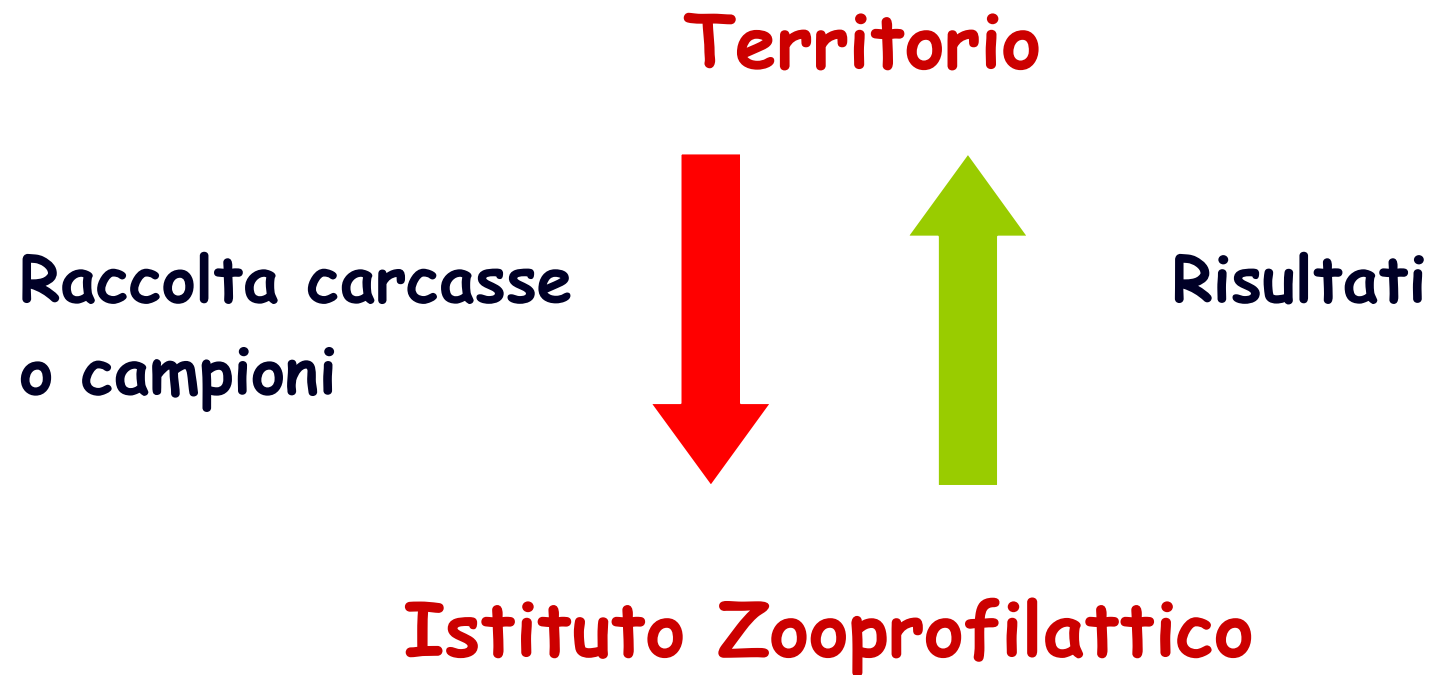 Territorio
Raccolta carcasse
o campioni
Risultati
Istituto Zooprofilattico